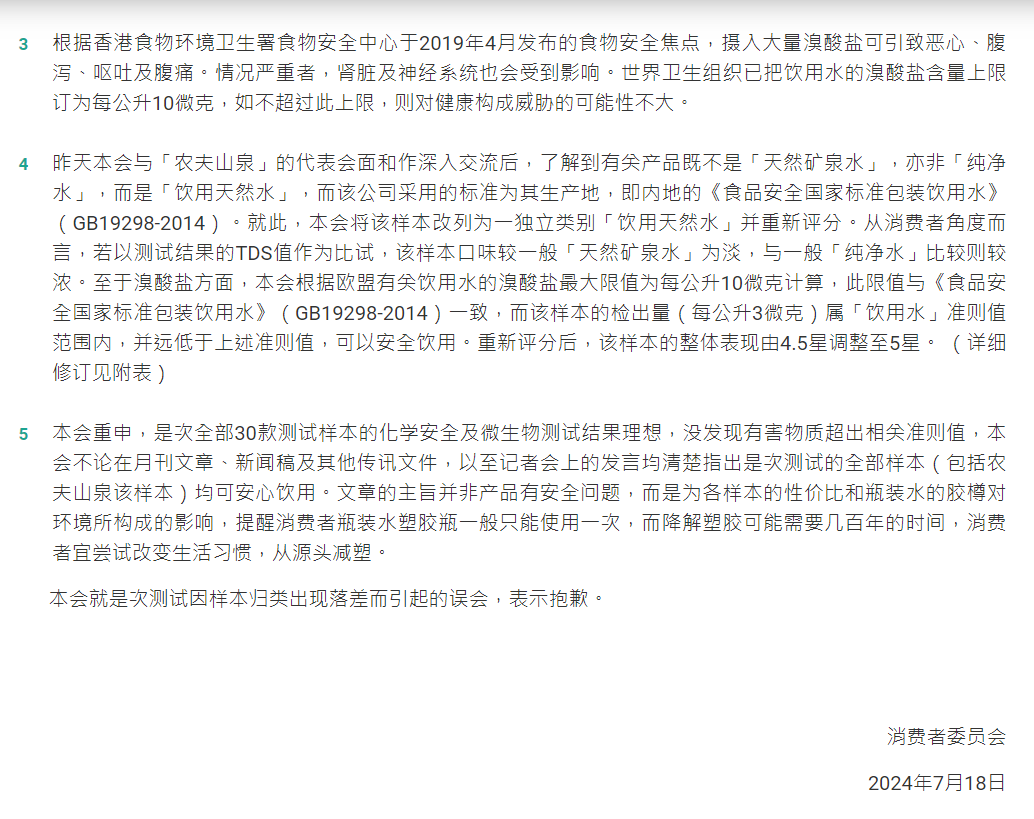 3 根据香港食物环境卫生署食物安全中心于2019年4月发布的食物安全焦点，摄入大量溴酸盐可引致恶心、腹
泻、呕吐及腹痛。情况严重者，肾脏及神经系统也会受到影响。世界卫生组织已把饮用水的溴酸盐含量上限
订为每公升10微克，如不超过此上限，则对健康构成威胁的可能性不大。
4 昨天本会与「农夫山泉」的代表会面和作深入交流后，了解到有关产品既不是「天然矿泉水」，亦非「纯净
水」，而是「饮用天然水」，而该公司采用的标准为其生产地，即内地的《食品安全国家标准包装饮用水》
（GB19298-2014）。就此，本会将该样本改列为一独立类别「饮用天然水」并重新评分。从消费者角度而
言，若以测试结果的TDS值作为比试，该样本口味较一般「天然矿泉水」为淡，与一般「纯净水」比较则较
浓。至于溴酸盐方面，本会根据欧盟有关饮用水的溴酸盐最大限值为每公升10微克计算，此限值与《食品安
全国家标准包装饮用水》（GB19298-2014）一致，而该样本的检出量（每公升3微克）属「饮用水」准则值
范围内，并远低于上述准则值，可以安全饮用。重新评分后，该样本的整体表现由4.5星调整至5星。（详细
修订见附表）
5 本会重申，是次全部30款测试样本的化学安全及微生物测试结果理想，没发现有害物质超出相关准则值，本
会不论在月刊文章、新闻稿及其他传讯文件，以至记者会上的发言均清楚指出是次测试的全部样本（包括农
夫山泉该样本）均可安心饮用。文章的主旨并非产品有安全问题，而是为各样本的性价比和瓶装水的胶樽对
环境所构成的影响，提醒消费者瓶装水塑胶瓶一般只能使用一次，而降解塑胶可能需要几百年的时间，消费
者宜尝试改变生活习惯，从源头减塑。
本会就是次测试因样本归类出现落差而引起的误会，表示抱歉。
消费者委员会
2024年7月18日